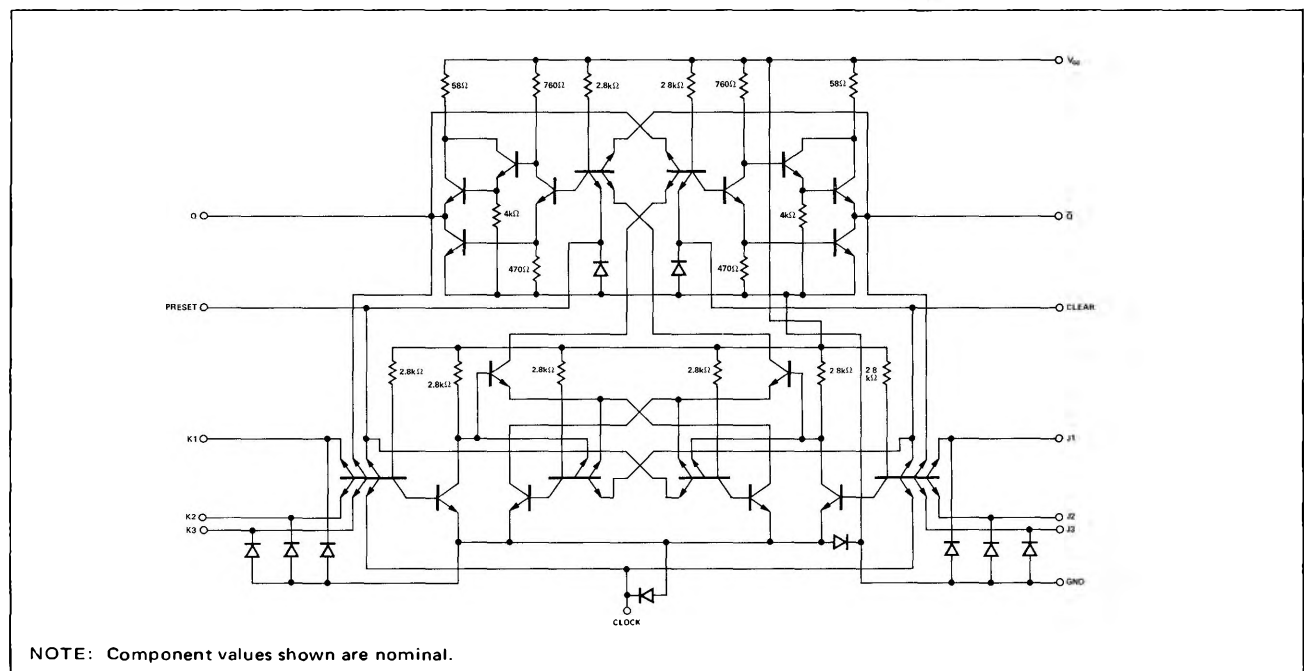 58Ω 760Ω 2.8kΩ 2.8kΩ 760Ω 58Ω V
Q 4kΩ 4kΩ Q̅
470Ω 470Ω
PRESET CLEAR
2.8kΩ 2.8kΩ 2.8kΩ 2.8kΩ 2.8kΩ 2.8 kΩ
K1 J1
K2 J2
K3 J3
GND
CLOCK
NOTE: Component values shown are nominal.